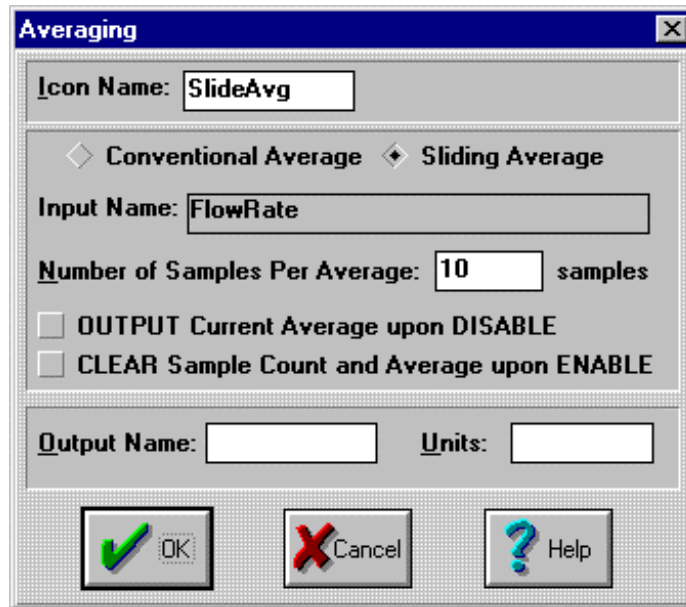 Averaging
Icon Name: SlideAvg
Conventional Average Sliding Average
Input Name: FlowRate
Number of Samples Per Average: 10 samples
OUTPUT Current Average upon DISABLE
CLEAR Sample Count and Average upon ENABLE
Output Name: Units:
OK Cancel Help